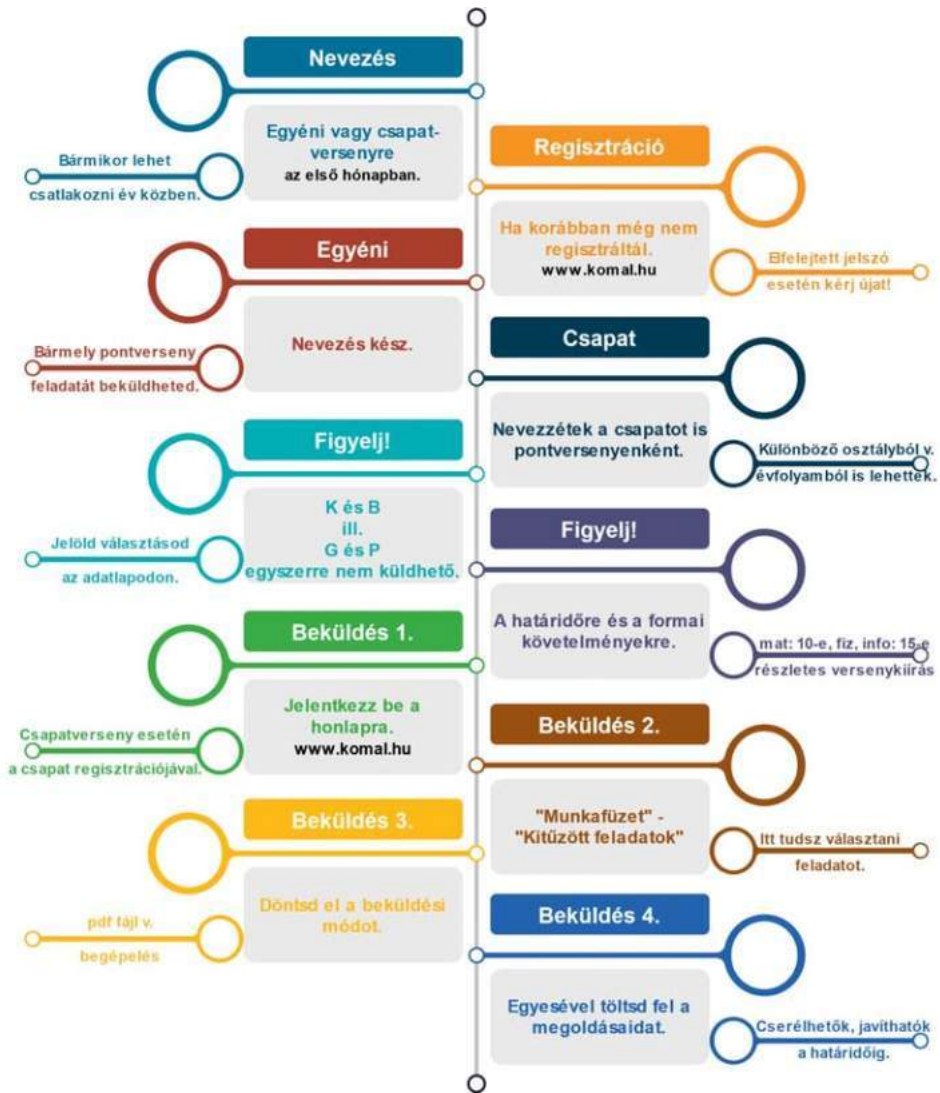 Nevezés
Egyéni vagy csapat-
versenyre
az első hónapban.
Bármikor lehet
csatlakozni év közben.
Regisztráció
Ha korábban még nem
regisztráltál.
www.komal.hu
Elfelejtett jelszó
esetén kérj újat!
Egyéni
Nevezés kész.
Bármely pontverseny
feladatát beküldheted.
Csapat
Nevezzétek a csapatot is
pontversenyenként.
Különböző osztályból v.
évfolyamból is lehettek.
Figyelj!
K és B
ill.
G és P
egyszerre nem küldhető.
Jelöld választásod
az adatlapodon.
Figyelj!
A határidőre és a formai
követelményekre.
mat: 10-e, fiz, info: 15-e
részletes versenykiírás
Beküldés 1.
Jelentkezz be a
honlapra.
www.komal.hu
Csapatverseny esetén
a csapat regisztrációjával.
Beküldés 2.
"Munkafüzet" -
"Kitűzött feladatok"
Itt tudsz választani
feladatot.
Beküldés 3.
Döntsd el a beküldési
módot.
pdf fájl v.
begépelés
Beküldés 4.
Egyesével töltsd fel a
megoldásaidat.
Cserélhetők, javíthatók
a határidőig.